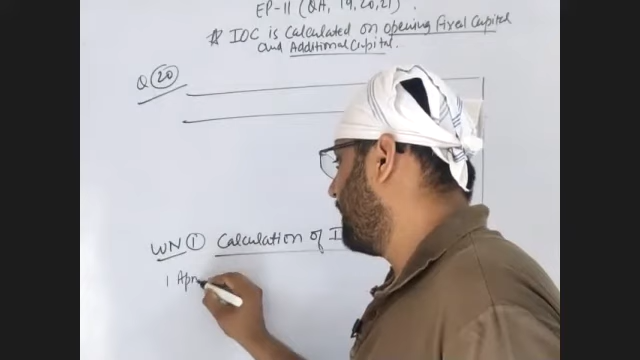 EP-11 (QA, 19,20,21).
* IOC is Calculated on opening Fixed Capital
and Additional Capital.
Q 20
WN 1 Calculation of I
1 Apr